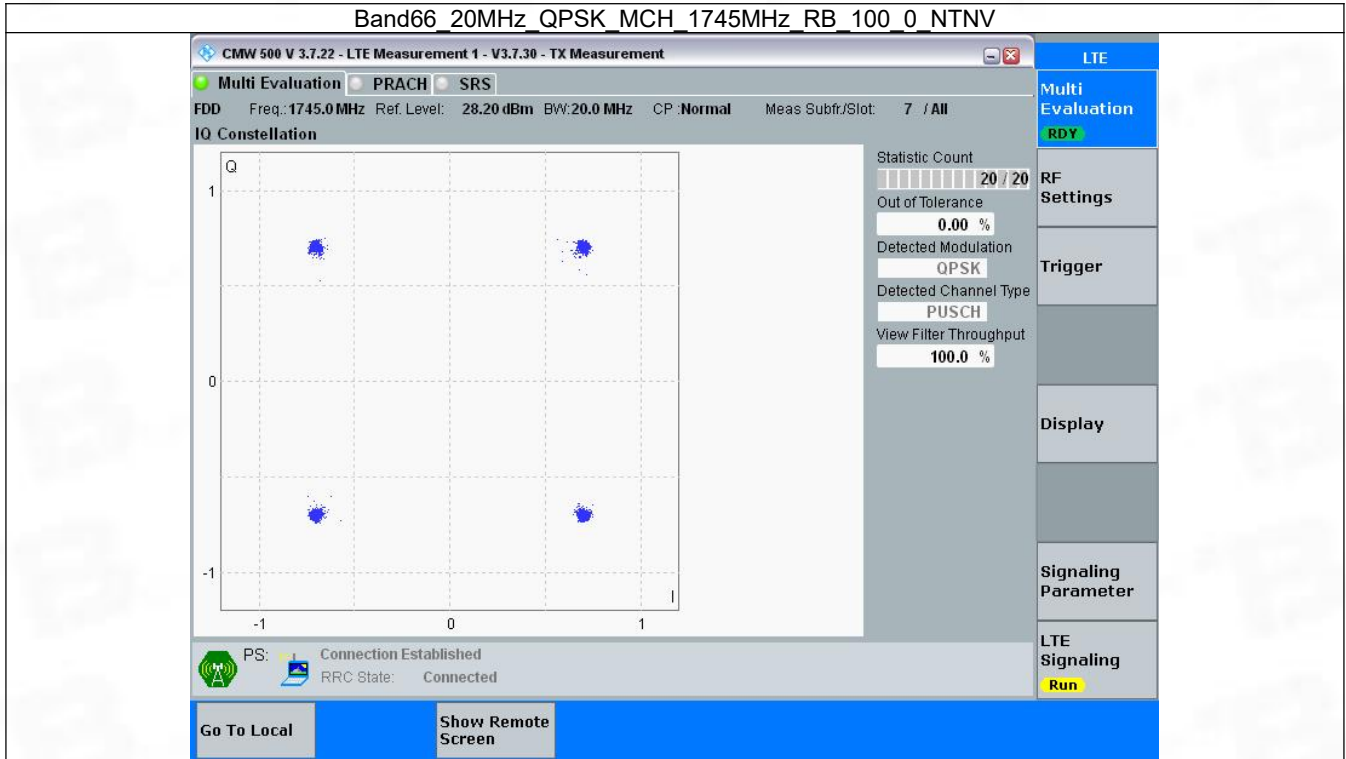 Band66_20MHz_QPSK_MCH_1745MHz_RB_100_0_NTNV
CMW 500 V 3.7.22 - LTE Measurement 1 - V3.7.30 - TX Measurement
LTE
Multi Evaluation PRACH SRS
Multi
Evaluation
RDY
FDD Freq.: 1745.0 MHz Ref. Level: 28.20 dBm BW: 20.0 MHz CP : Normal Meas Subfr./Slot: 7 / All
IQ Constellation
Q
1
0
-1
I
-1 0 1
Statistic Count
20 / 20
Out of Tolerance
0.00 %
Detected Modulation
QPSK
Detected Channel Type
PUSCH
View Filter Throughput
100.0 %
RF
Settings
Trigger
Display
Signaling
Parameter
LTE
Signaling
Run
PS: Connection Established
RRC State: Connected
Go To Local
Show Remote
Screen